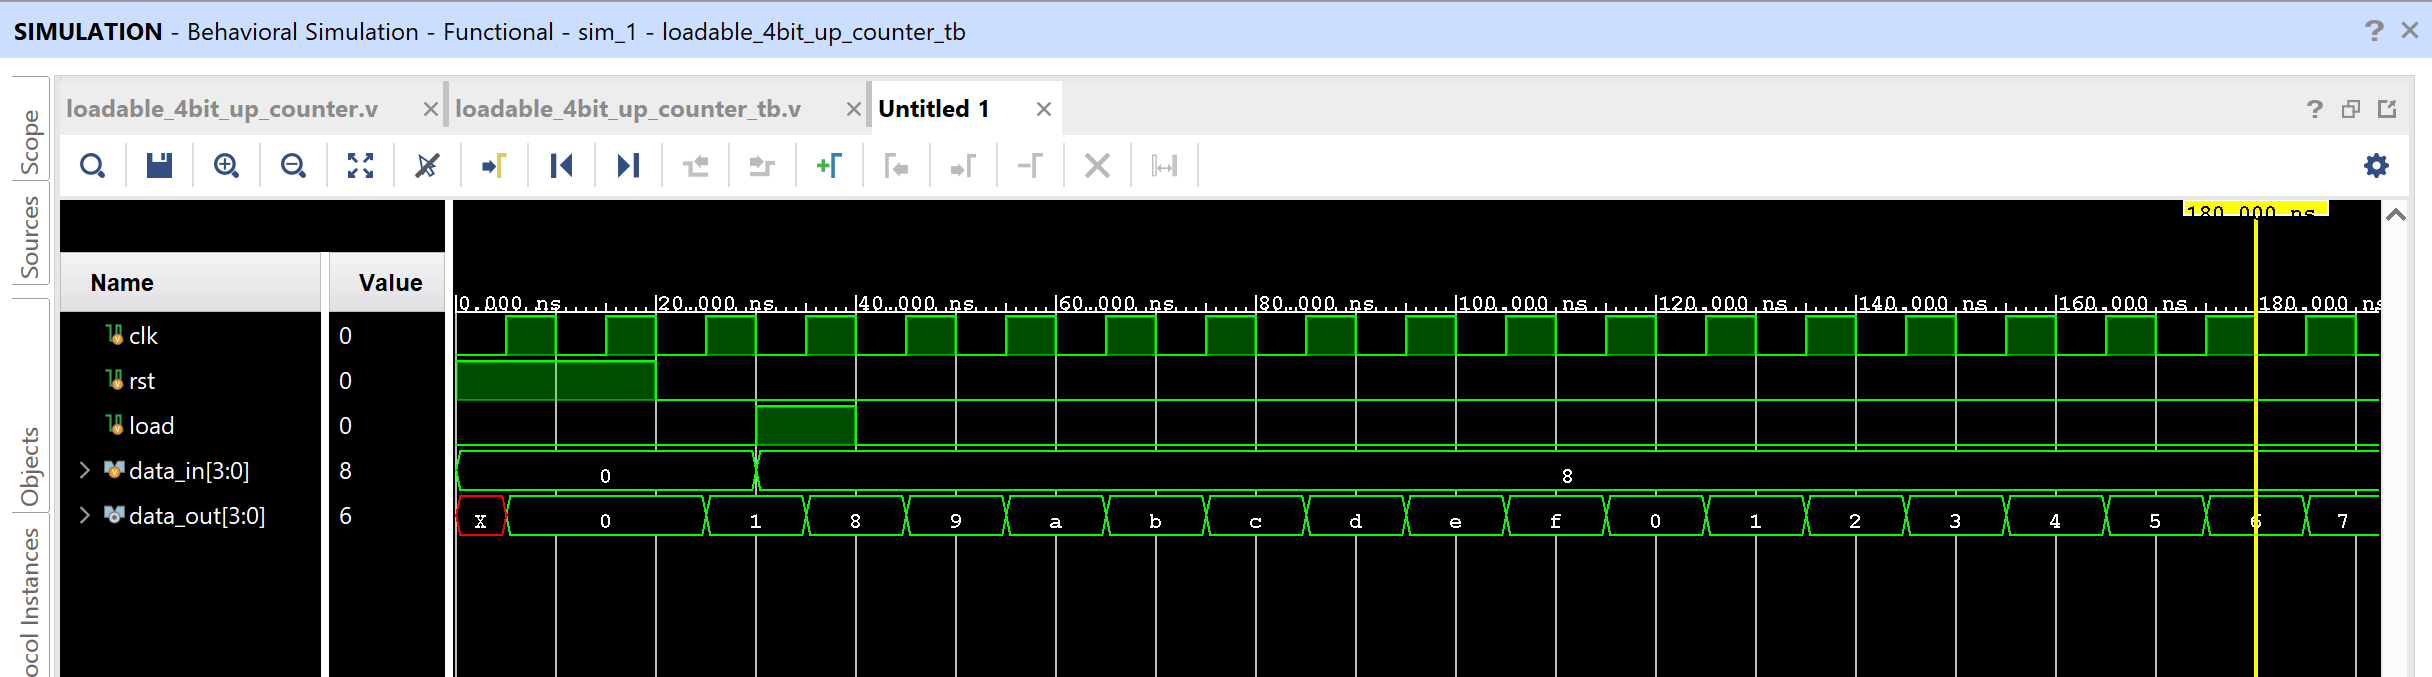 SIMULATION - Behavioral Simulation - Functional - sim_1 - loadable_4bit_up_counter_tb
? ×
Scope
Sources
Objects
ocol Instances
loadable_4bit_up_counter.v × loadable_4bit_up_counter_tb.v × Untitled 1 ×
?
180.000 ns
Name Value
0.000 ns 20.000 ns 40.000 ns 60.000 ns 80.000 ns 100.000 ns 120.000 ns 140.000 ns 160.000 ns 180.000 ns
clk 0
rst 0
load 0
data_in[3:0] 8 0 8
data_out[3:0] 6 X 0 1 8 9 a b c d e f 0 1 2 3 4 5 6 7